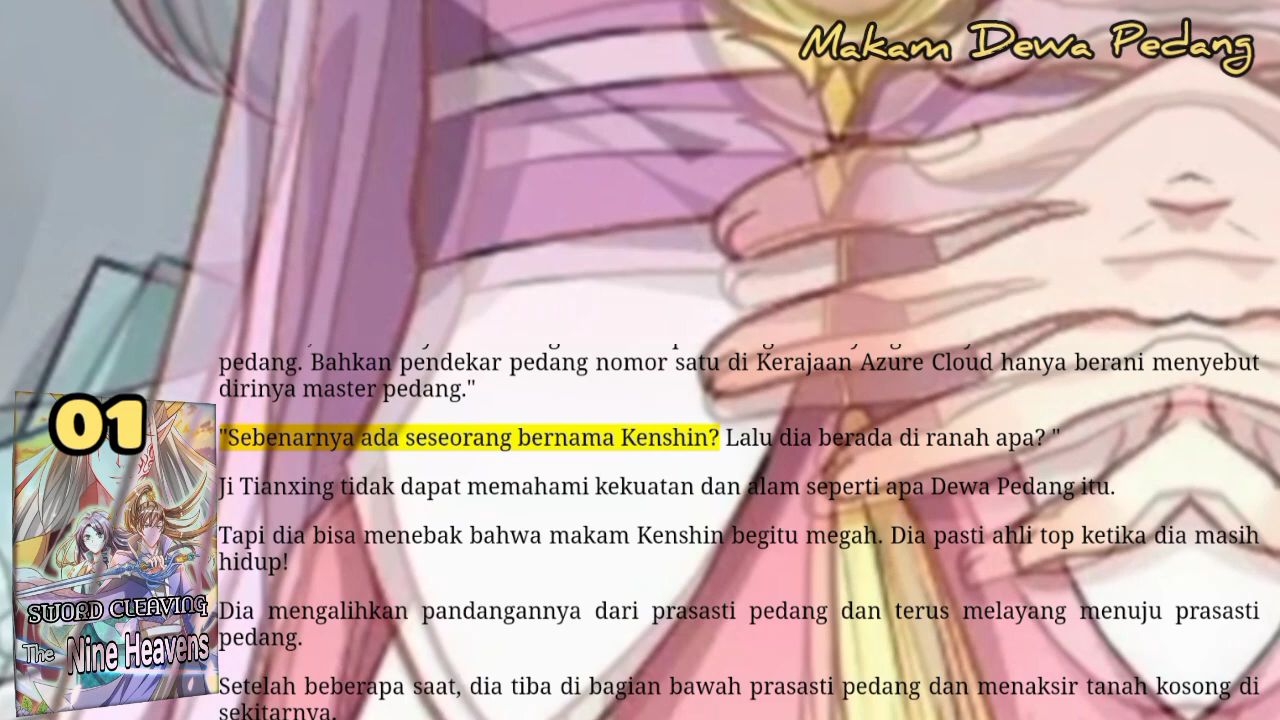 Makam Dewa Pedang
pedang. Bahkan pendekar pedang nomor satu di Kerajaan Azure Cloud hanya berani menyebut
dirinya master pedang."
"Sebenarnya ada seseorang bernama Kenshin? Lalu dia berada di ranah apa? "
Ji Tianxing tidak dapat memahami kekuatan dan alam seperti apa Dewa Pedang itu.
Tapi dia bisa menebak bahwa makam Kenshin begitu megah. Dia pasti ahli top ketika dia masih
hidup!
Dia mengalihkan pandangannya dari prasasti pedang dan terus melayang menuju prasasti
pedang.
Setelah beberapa saat, dia tiba di bagian bawah prasasti pedang dan menaksir tanah kosong di
sekitarnya.
01
SWORD CLEAVING
The Nine Heavens